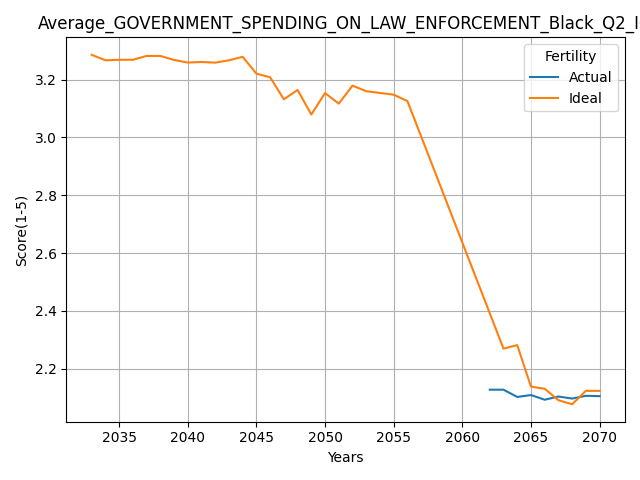 Average_GOVERNMENT_SPENDING_ON_LAW_ENFORCEMENT_Black_Q2_I
Fertility
Actual
Ideal
Score(1-5)
3.2
3.0
2.8
2.6
2.4
2.2
2035 2040 2045 2050 2055 2060 2065 2070
Years